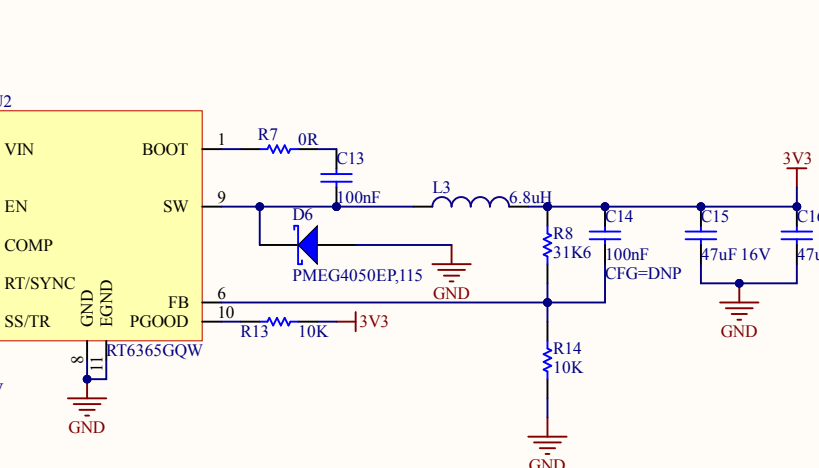 U2
VIN
BOOT
1
R7
0R
C13
100nF
3V3
EN
SW
9
L3
6.8uH
D6
PMEG4050EP,115
GND
R8
31K6
C14
100nF
CFG=DNP
C15
47uF 16V
C16
47u
GND
COMP
RT/SYNC
SS/TR
GND
EGND
FB
6
PGOOD
10
R13
10K
3V3
8
11
RT6365GQW
GND
R14
10K
GND